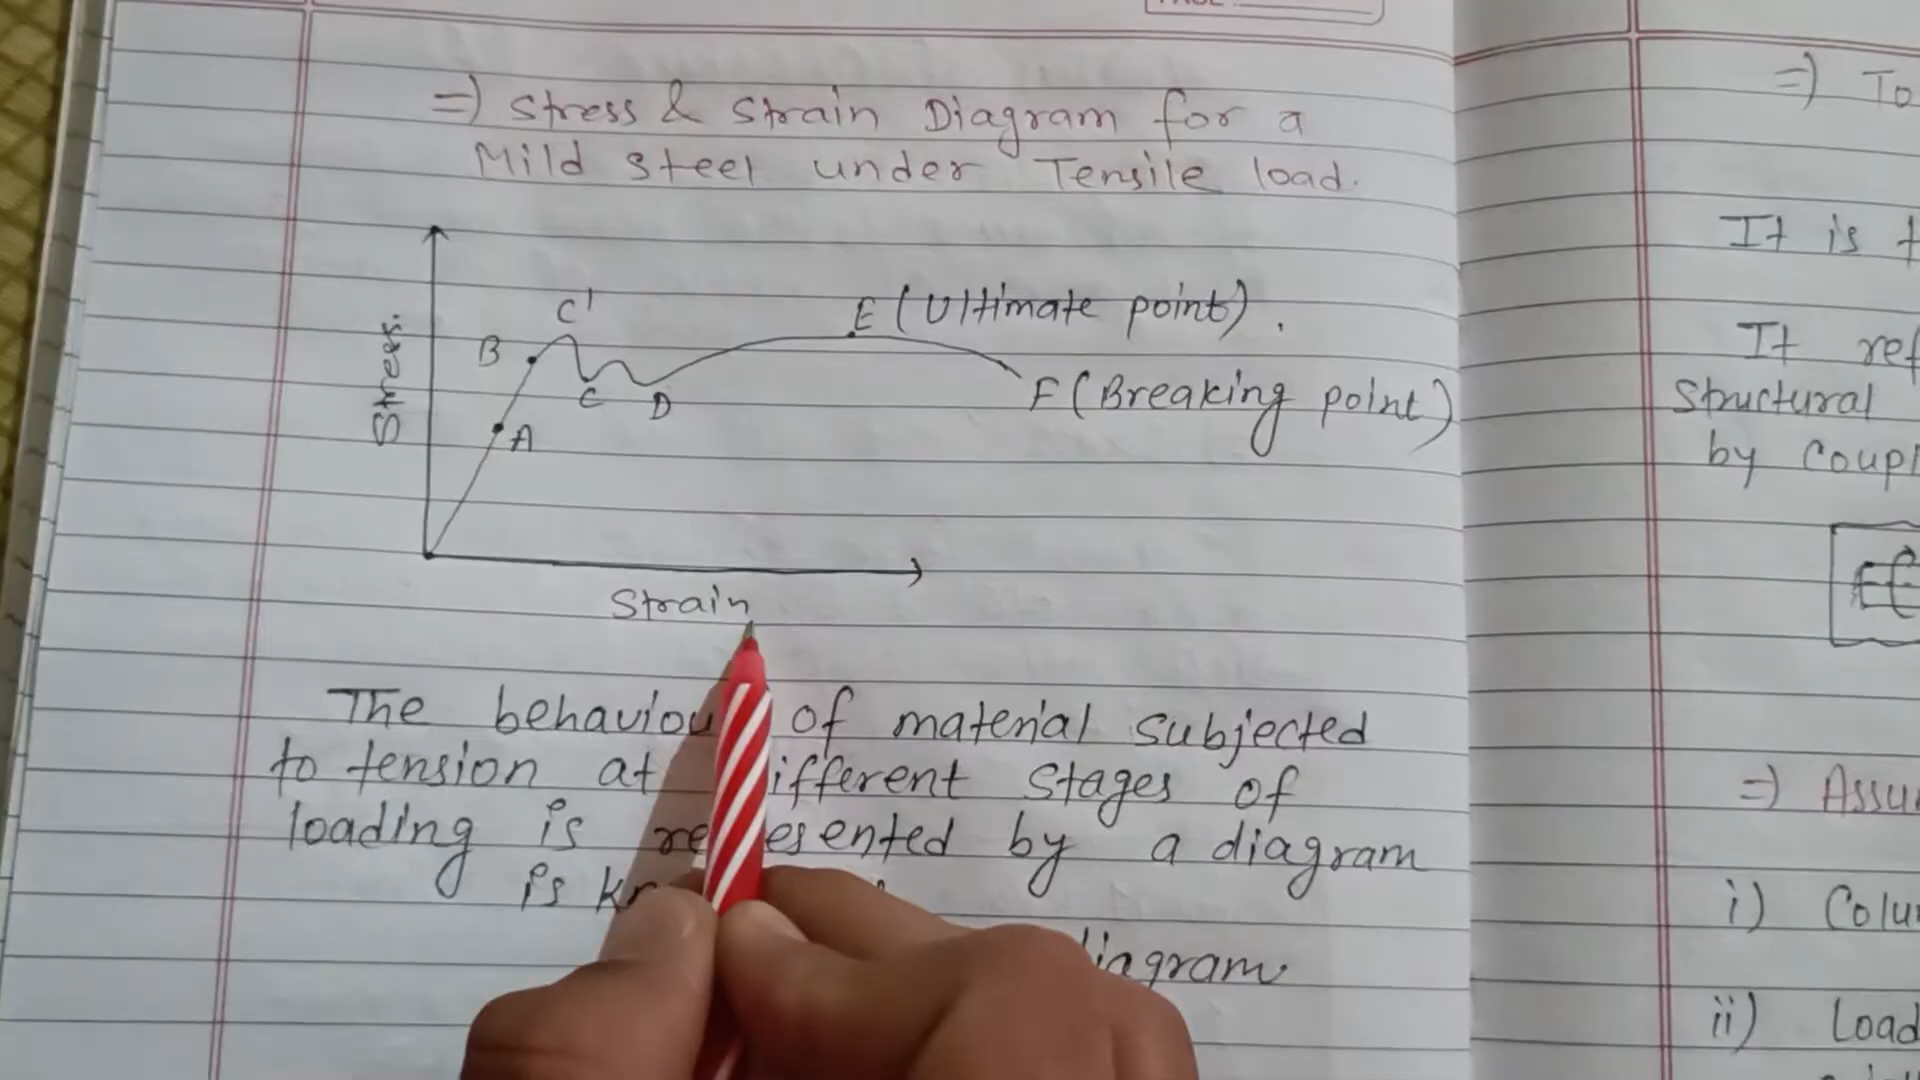 =) Stress & Strain Diagram for a
Mild steel under Tensile load.
Stress.
C'
B
E (Ultimate point).
C
D
F (Breaking point)
A
Strain
The behaviou of material subjected
to tension at ifferent stages of
loading is re esented by a diagram
is
diagram
=) To
It is t
It ref
Structural
by Coupl
=) Assu
i) Colu
ii) Load